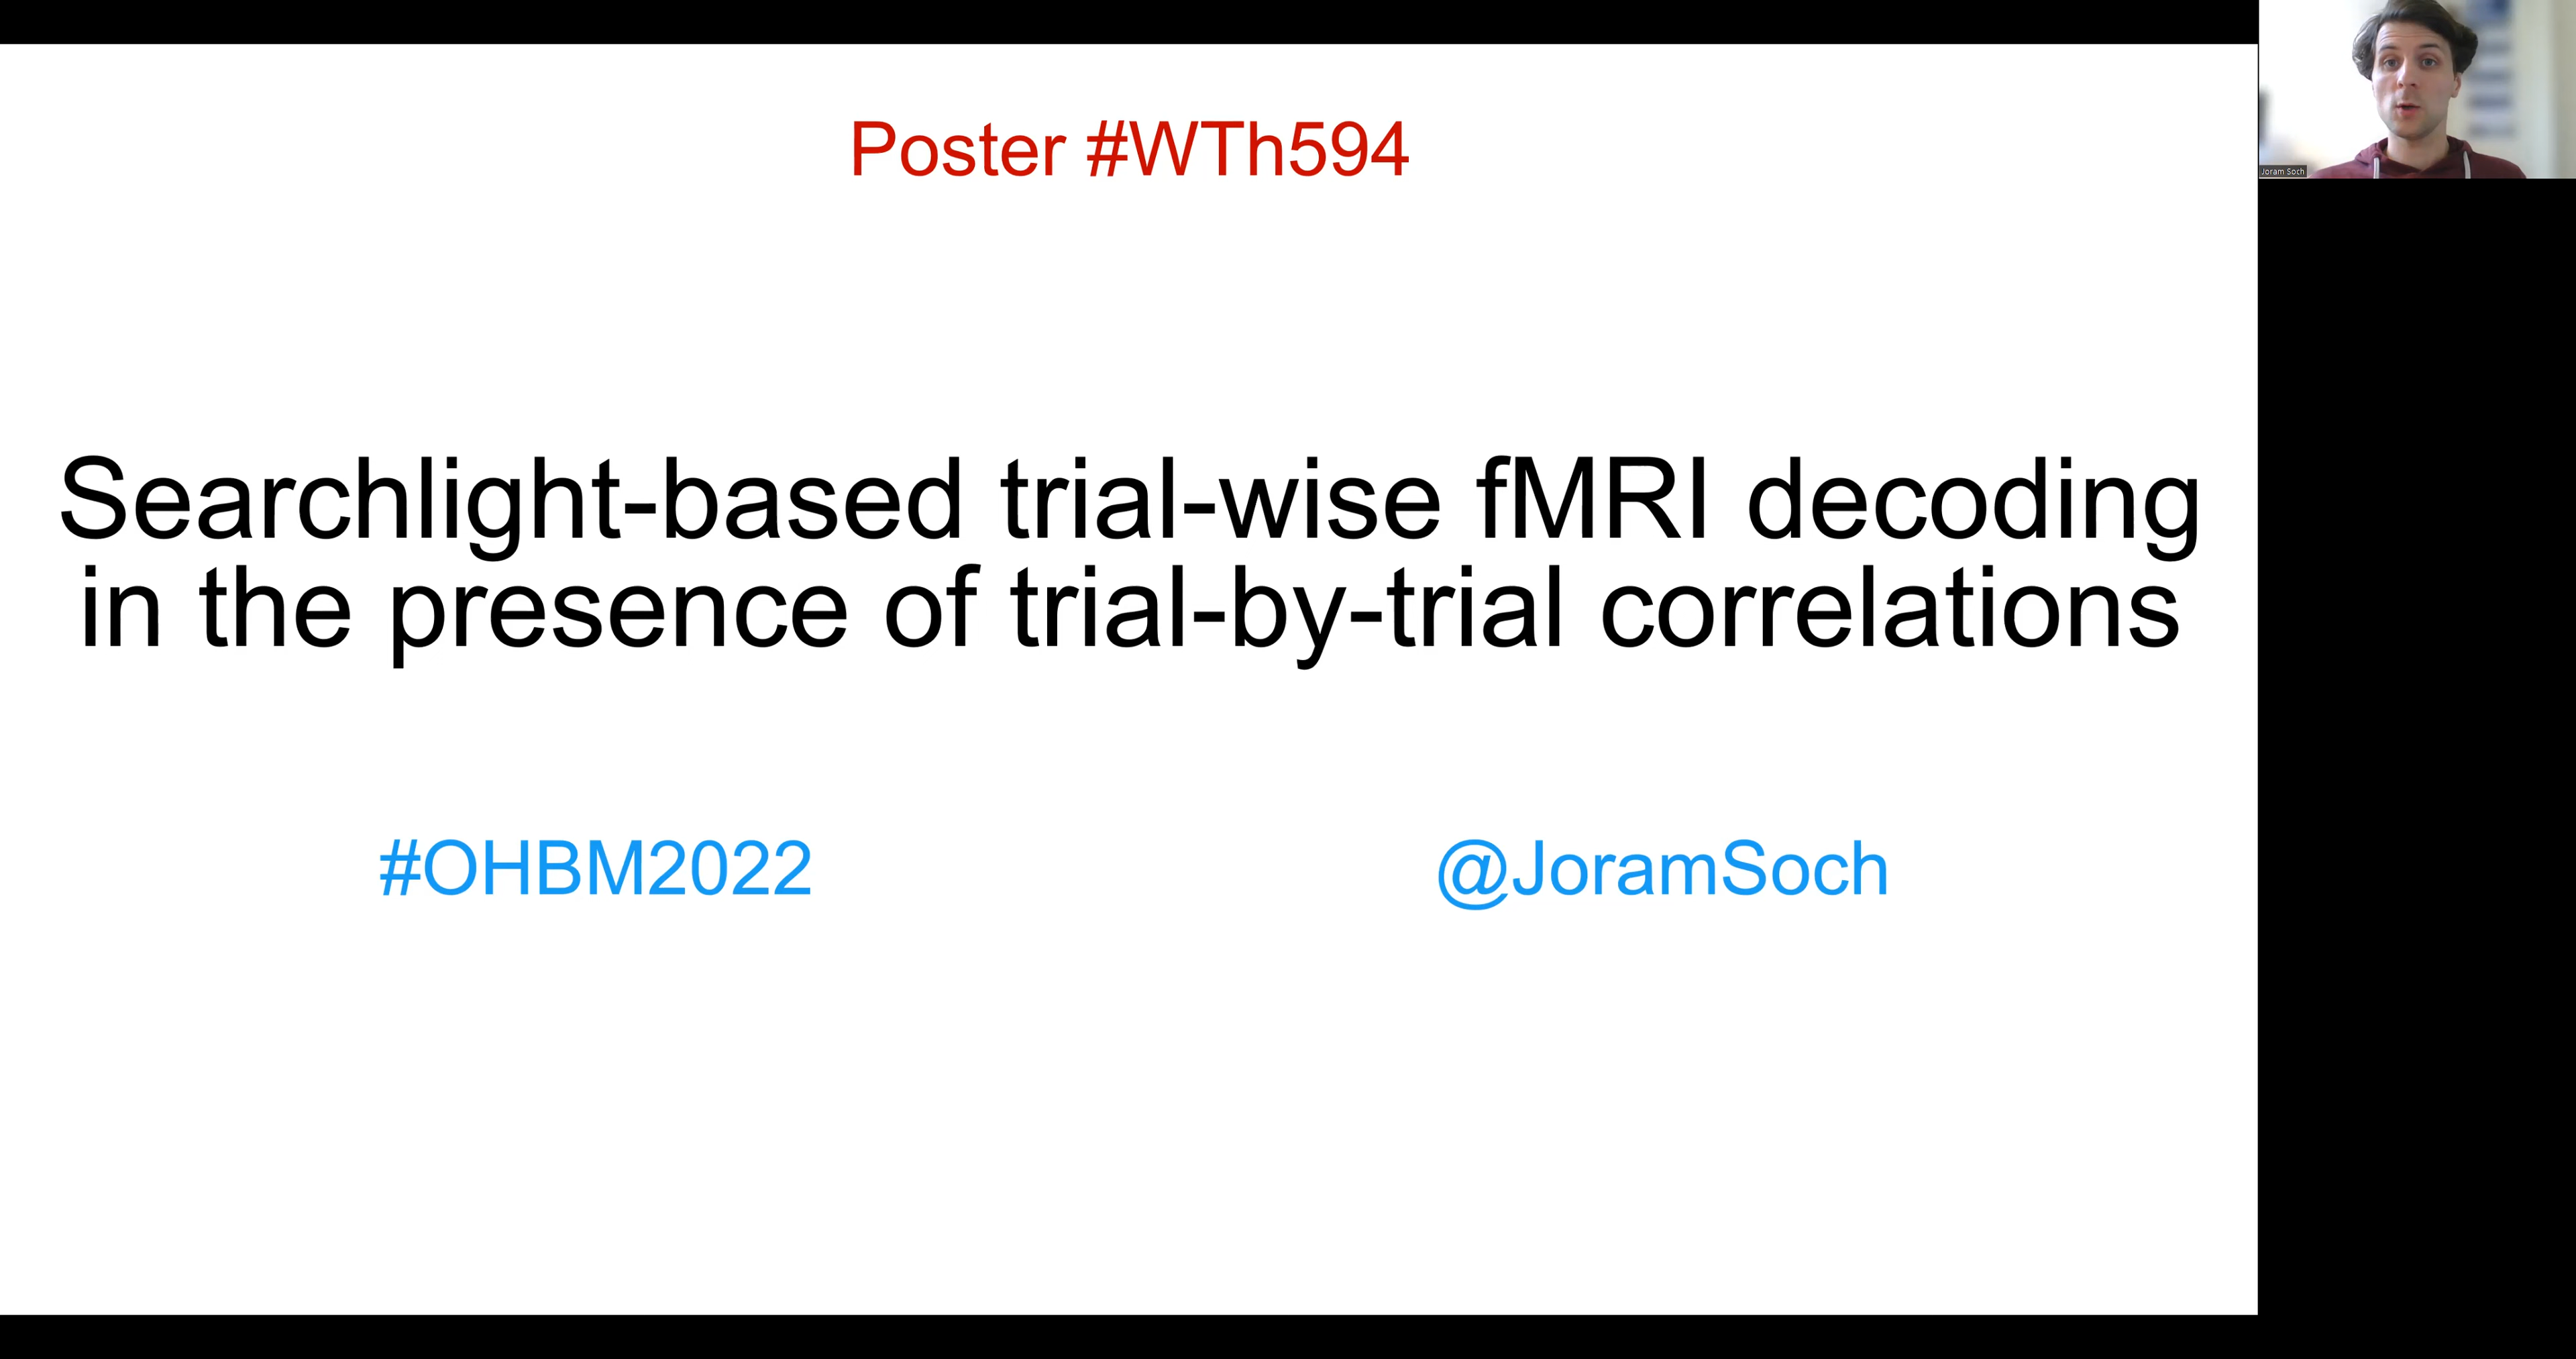 Poster #WTh594
Searchlight-based trial-wise fMRI decoding
in the presence of trial-by-trial correlations
#OHBM2022
@JoramSoch
Joram Soch